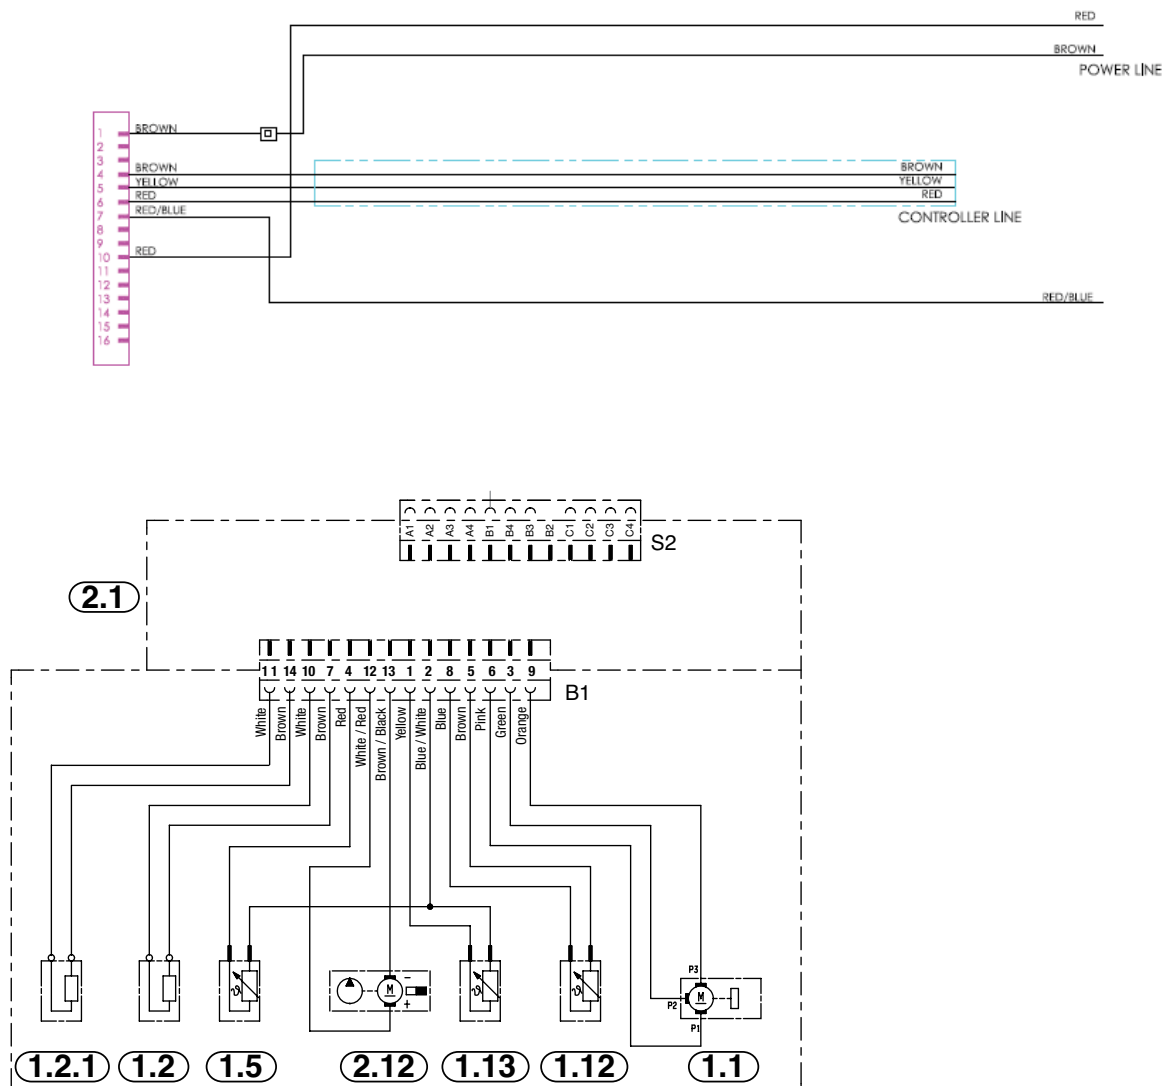 RED
BROWN
POWER LINE
1 BROWN
2
3
4 BROWN BROWN
5 YELLOW YELLOW
6 RED RED
7 RED/BLUE
CONTROLLER LINE
8
9
10 RED
11
12
13 RED/BLUE
14
15
16
A1 A2 A3 A4 B1 B4 B3 B2 C1 C2 C3 C4
S2
2.1
11 14 10 7 4 12 13 1 2 8 5 6 3 9
B1
White Brown White Brown Red White / Red Brown / Black Yellow Blue / White Blue Brown Pink Green Orange
P3
ϑ M - + ϑ ϑ P2 M
P1
1.2.1 1.2 1.5 2.12 1.13 1.12 1.1